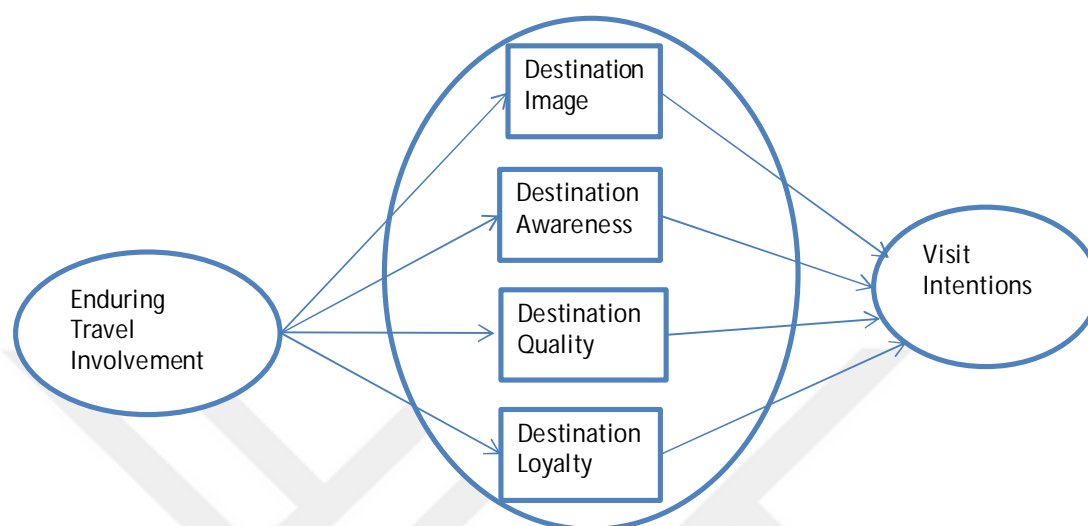 Destination
Image
Destination
Awareness
Visit
Intentions
Enduring
Travel
Involvement
Destination
Quality
Destination
Loyalty